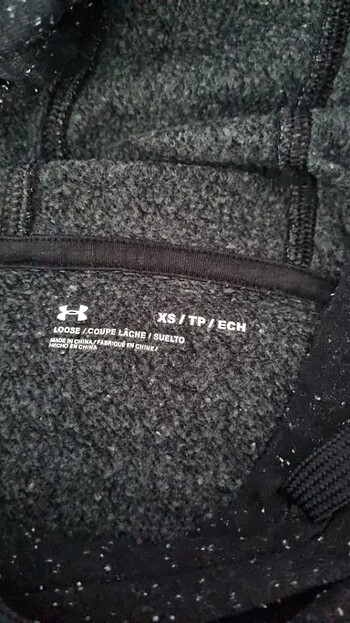 XS / TP / ECH
LOOSE / COUPE LÂCHE / SUELTO
MADE IN CHINA / FABRIQUÉ EN CHINE /
HECHO EN CHINA